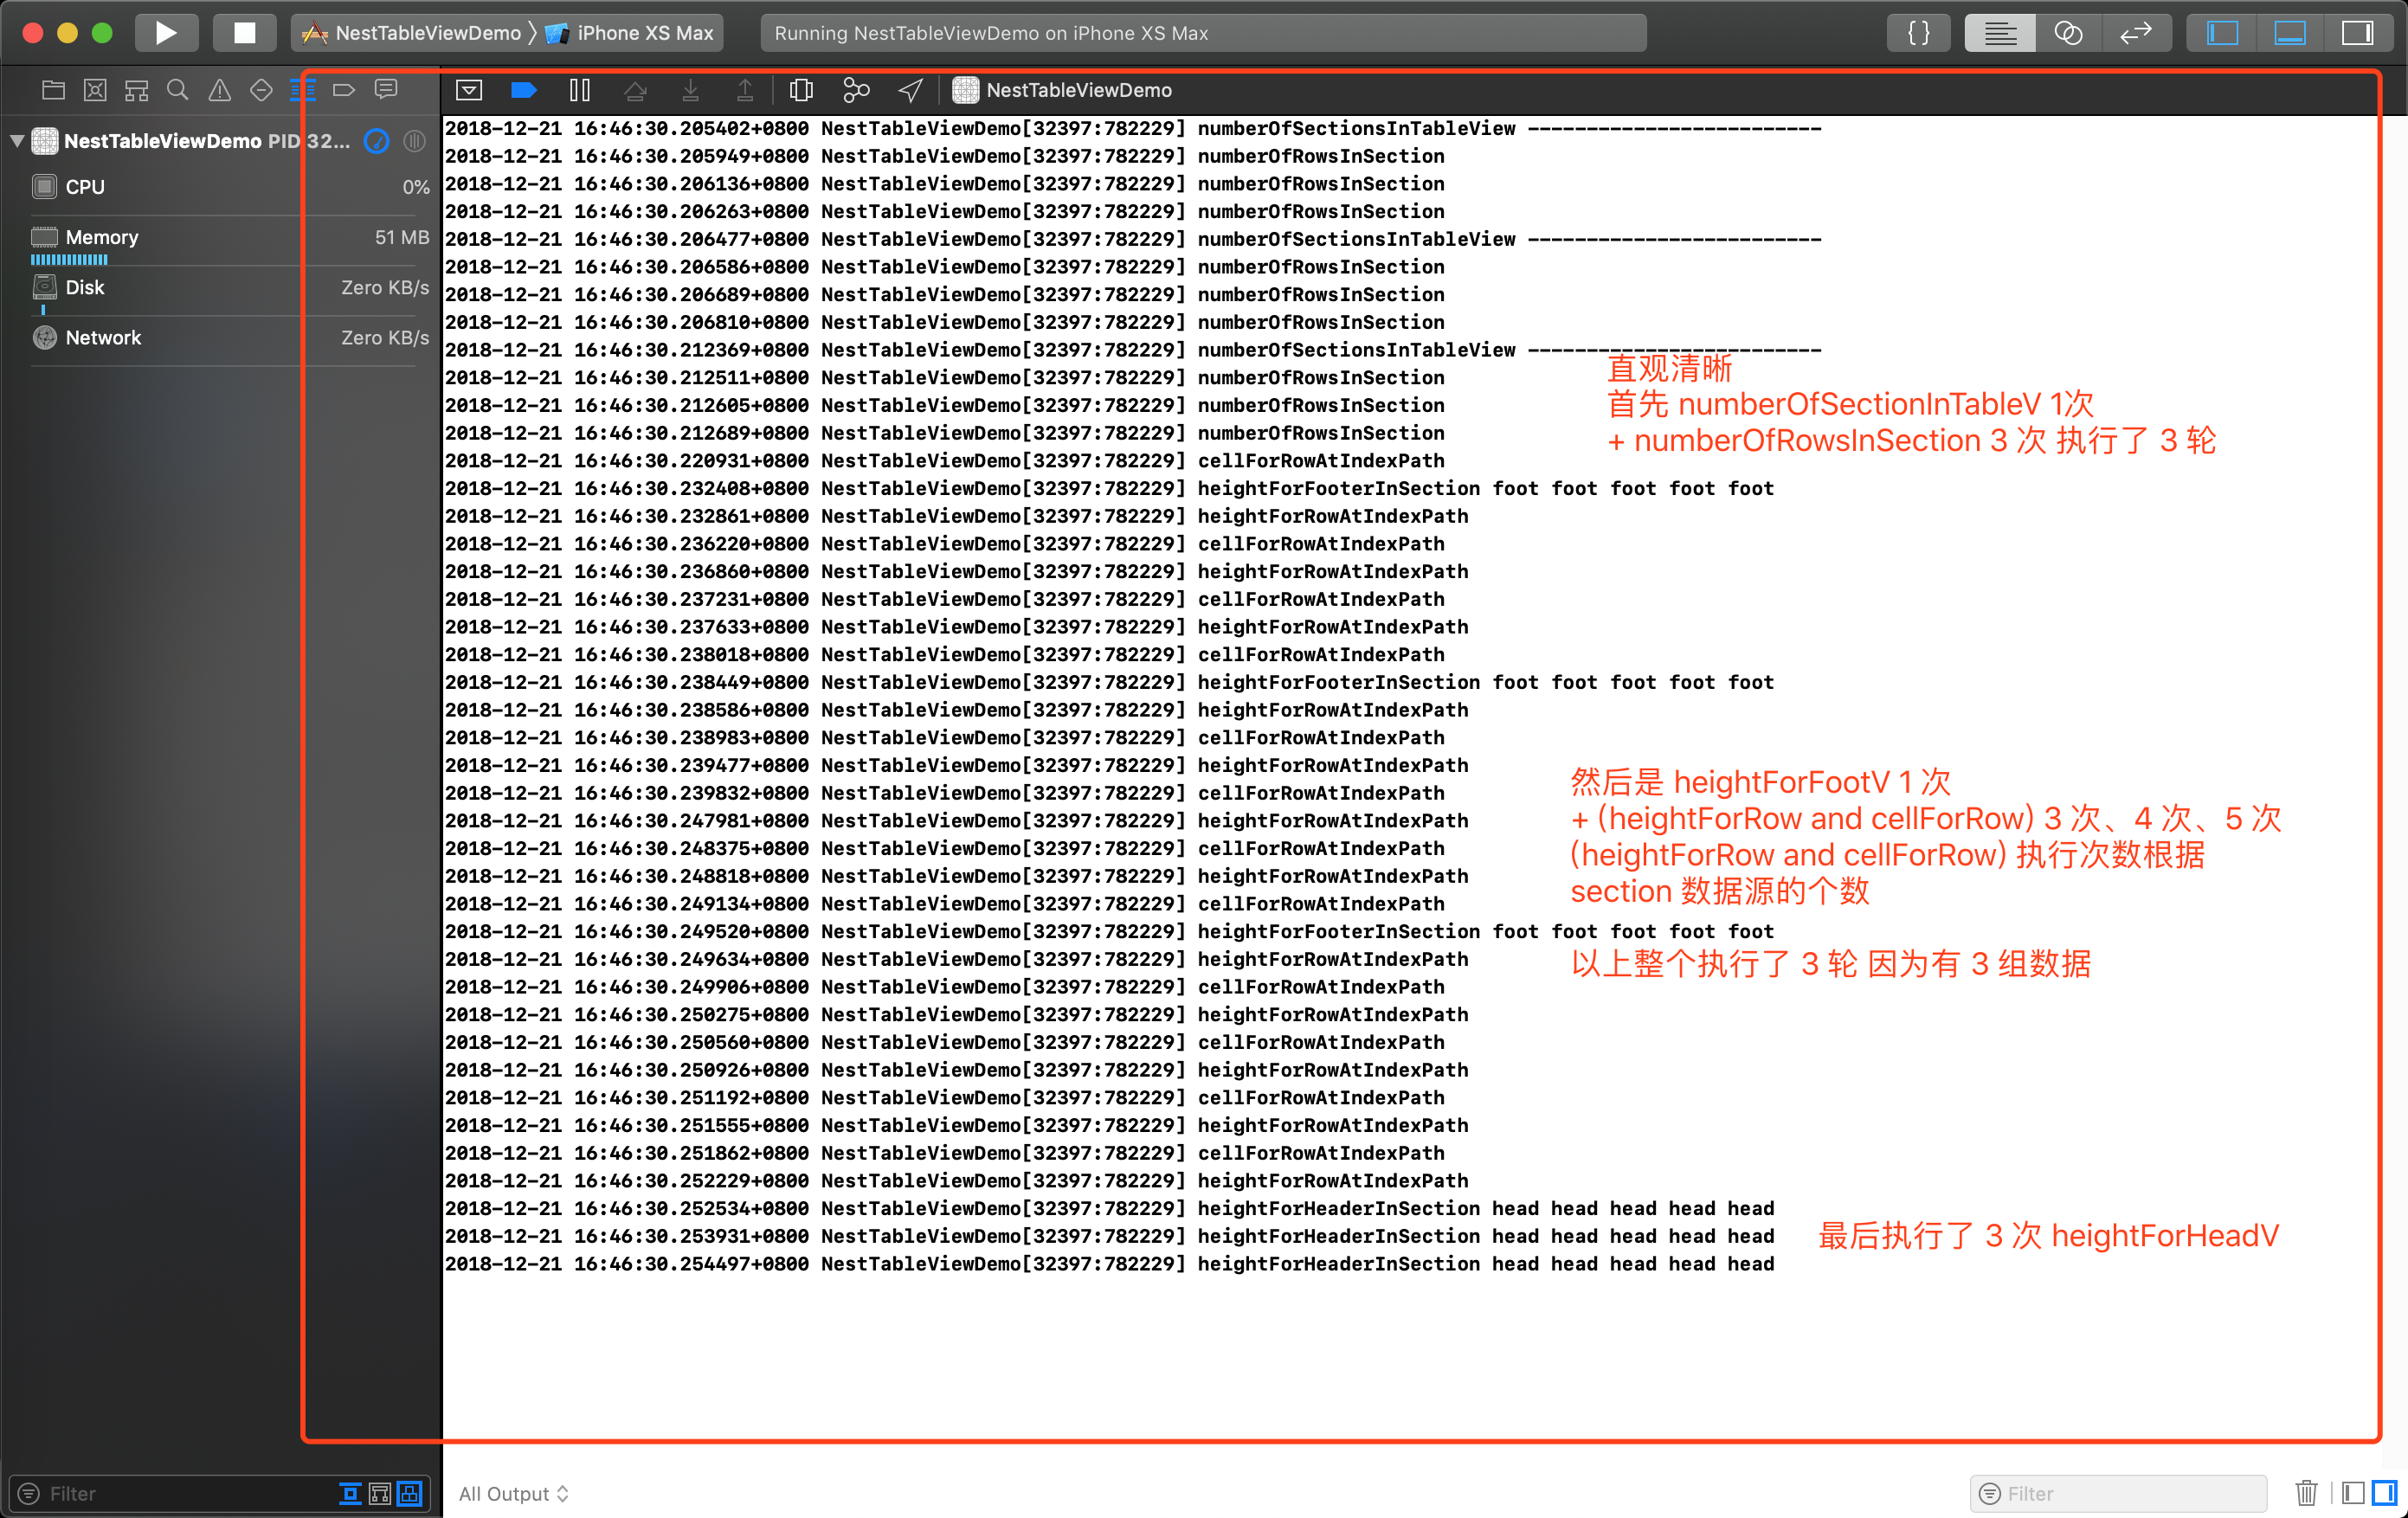 NestTableViewDemo 〉 iPhone XS Max
Running NestTableViewDemo on iPhone XS Max
{ }
NestTableViewDemo
NestTableViewDemo PID 32...
CPU 0%
Memory 51 MB
Disk Zero KB/s
Network Zero KB/s
2018-12-21 16:46:30.205402+0800 NestTableViewDemo[32397:782229] numberOfSectionsInTableView -------------------------
2018-12-21 16:46:30.205949+0800 NestTableViewDemo[32397:782229] numberOfRowsInSection
2018-12-21 16:46:30.206136+0800 NestTableViewDemo[32397:782229] numberOfRowsInSection
2018-12-21 16:46:30.206263+0800 NestTableViewDemo[32397:782229] numberOfRowsInSection
2018-12-21 16:46:30.206477+0800 NestTableViewDemo[32397:782229] numberOfSectionsInTableView -------------------------
2018-12-21 16:46:30.206586+0800 NestTableViewDemo[32397:782229] numberOfRowsInSection
2018-12-21 16:46:30.206689+0800 NestTableViewDemo[32397:782229] numberOfRowsInSection
2018-12-21 16:46:30.206810+0800 NestTableViewDemo[32397:782229] numberOfRowsInSection
2018-12-21 16:46:30.212369+0800 NestTableViewDemo[32397:782229] numberOfSectionsInTableView -------------------------
2018-12-21 16:46:30.212511+0800 NestTableViewDemo[32397:782229] numberOfRowsInSection
2018-12-21 16:46:30.212605+0800 NestTableViewDemo[32397:782229] numberOfRowsInSection
2018-12-21 16:46:30.212689+0800 NestTableViewDemo[32397:782229] numberOfRowsInSection
2018-12-21 16:46:30.220931+0800 NestTableViewDemo[32397:782229] cellForRowAtIndexPath
2018-12-21 16:46:30.232408+0800 NestTableViewDemo[32397:782229] heightForFooterInSection foot foot foot foot foot
2018-12-21 16:46:30.232861+0800 NestTableViewDemo[32397:782229] heightForRowAtIndexPath
2018-12-21 16:46:30.236220+0800 NestTableViewDemo[32397:782229] cellForRowAtIndexPath
2018-12-21 16:46:30.236860+0800 NestTableViewDemo[32397:782229] heightForRowAtIndexPath
2018-12-21 16:46:30.237231+0800 NestTableViewDemo[32397:782229] cellForRowAtIndexPath
2018-12-21 16:46:30.237633+0800 NestTableViewDemo[32397:782229] heightForRowAtIndexPath
2018-12-21 16:46:30.238018+0800 NestTableViewDemo[32397:782229] cellForRowAtIndexPath
2018-12-21 16:46:30.238449+0800 NestTableViewDemo[32397:782229] heightForFooterInSection foot foot foot foot foot
2018-12-21 16:46:30.238586+0800 NestTableViewDemo[32397:782229] heightForRowAtIndexPath
2018-12-21 16:46:30.238983+0800 NestTableViewDemo[32397:782229] cellForRowAtIndexPath
2018-12-21 16:46:30.239477+0800 NestTableViewDemo[32397:782229] heightForRowAtIndexPath
2018-12-21 16:46:30.239832+0800 NestTableViewDemo[32397:782229] cellForRowAtIndexPath
2018-12-21 16:46:30.247981+0800 NestTableViewDemo[32397:782229] heightForRowAtIndexPath
2018-12-21 16:46:30.248375+0800 NestTableViewDemo[32397:782229] cellForRowAtIndexPath
2018-12-21 16:46:30.248818+0800 NestTableViewDemo[32397:782229] heightForRowAtIndexPath
2018-12-21 16:46:30.249134+0800 NestTableViewDemo[32397:782229] cellForRowAtIndexPath
2018-12-21 16:46:30.249520+0800 NestTableViewDemo[32397:782229] heightForFooterInSection foot foot foot foot foot
2018-12-21 16:46:30.249634+0800 NestTableViewDemo[32397:782229] heightForRowAtIndexPath
2018-12-21 16:46:30.249906+0800 NestTableViewDemo[32397:782229] cellForRowAtIndexPath
2018-12-21 16:46:30.250275+0800 NestTableViewDemo[32397:782229] heightForRowAtIndexPath
2018-12-21 16:46:30.250560+0800 NestTableViewDemo[32397:782229] cellForRowAtIndexPath
2018-12-21 16:46:30.250926+0800 NestTableViewDemo[32397:782229] heightForRowAtIndexPath
2018-12-21 16:46:30.251192+0800 NestTableViewDemo[32397:782229] cellForRowAtIndexPath
2018-12-21 16:46:30.251555+0800 NestTableViewDemo[32397:782229] heightForRowAtIndexPath
2018-12-21 16:46:30.251862+0800 NestTableViewDemo[32397:782229] cellForRowAtIndexPath
2018-12-21 16:46:30.252229+0800 NestTableViewDemo[32397:782229] heightForRowAtIndexPath
2018-12-21 16:46:30.252534+0800 NestTableViewDemo[32397:782229] heightForHeaderInSection head head head head head
2018-12-21 16:46:30.253931+0800 NestTableViewDemo[32397:782229] heightForHeaderInSection head head head head head
2018-12-21 16:46:30.254497+0800 NestTableViewDemo[32397:782229] heightForHeaderInSection head head head head head
直观清晰
首先 numberOfSectionInTableV 1次
+ numberOfRowsInSection 3 次 执行了 3 轮
然后是 heightForFootV 1 次
+ (heightForRow and cellForRow) 3 次、4 次、5 次
(heightForRow and cellForRow) 执行次数根据
section 数据源的个数
以上整个执行了 3 轮 因为有 3 组数据
最后执行了 3 次 heightForHeadV
Filter
All Output
Filter